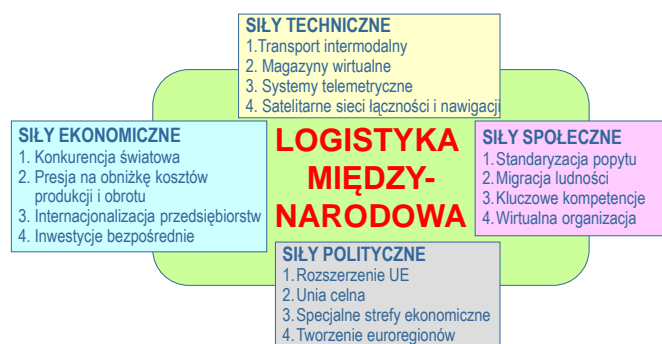 SIŁY TECHNICZNE
1.Transport intermodalny
2. Magazyny wirtualne
3. Systemy telemetryczne
4. Satelitarne sieci łączności i nawigacji
SIŁY EKONOMICZNE
1. Konkurencja światowa
2. Presja na obniżkę kosztów
produkcji i obrotu
3. Internacjonalizacja przedsiębiorstw
4. Inwestycje bezpośrednie
LOGISTYKA
MIĘDZY-
NARODOWA
SIŁY SPOŁECZNE
1.Standaryzacja popytu
2.Migracja ludności
3.Kluczowe kompetencje
4.Wirtualna organizacja
SIŁY POLITYCZNE
1.Rozszerzenie UE
2.Unia celna
3.Specjalne strefy ekonomiczne
4.Tworzenie euroregionów